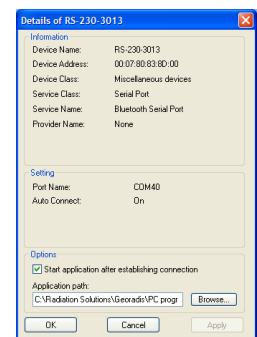 Details of RS-230-3013
Information
Device Name: RS-230-3013
Device Address: 00:07:80:83:8D:00
Device Class: Miscellaneous devices
Service Class: Serial Port
Service Name: Bluetooth Serial Port
Provider Name: None
Setting
Port Name: COM40
Auto Connect: On
Options
Start application after establishing connection
Application path:
C:\Radiation Solutions\Georadis\PC progr Browse...
OK Cancel Apply